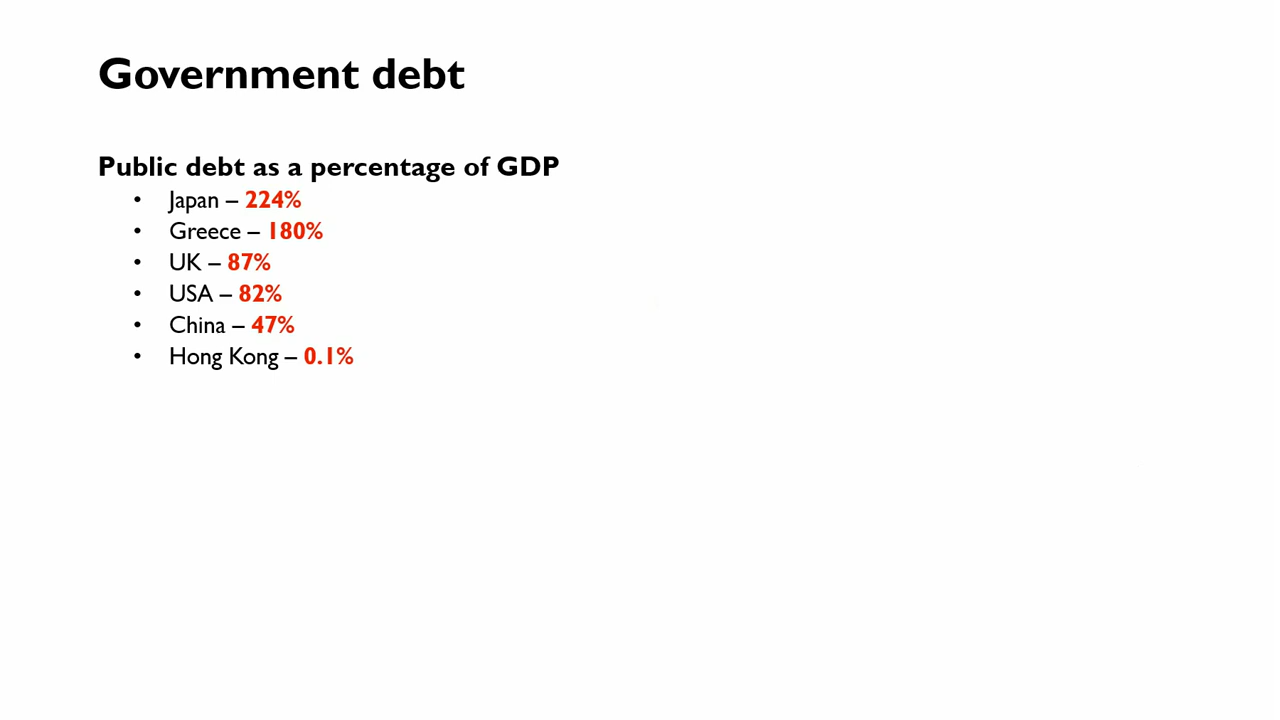 Government debt
Public debt as a percentage of GDP
• Japan – 224%
• Greece – 180%
• UK – 87%
• USA – 82%
• China – 47%
• Hong Kong – 0.1%